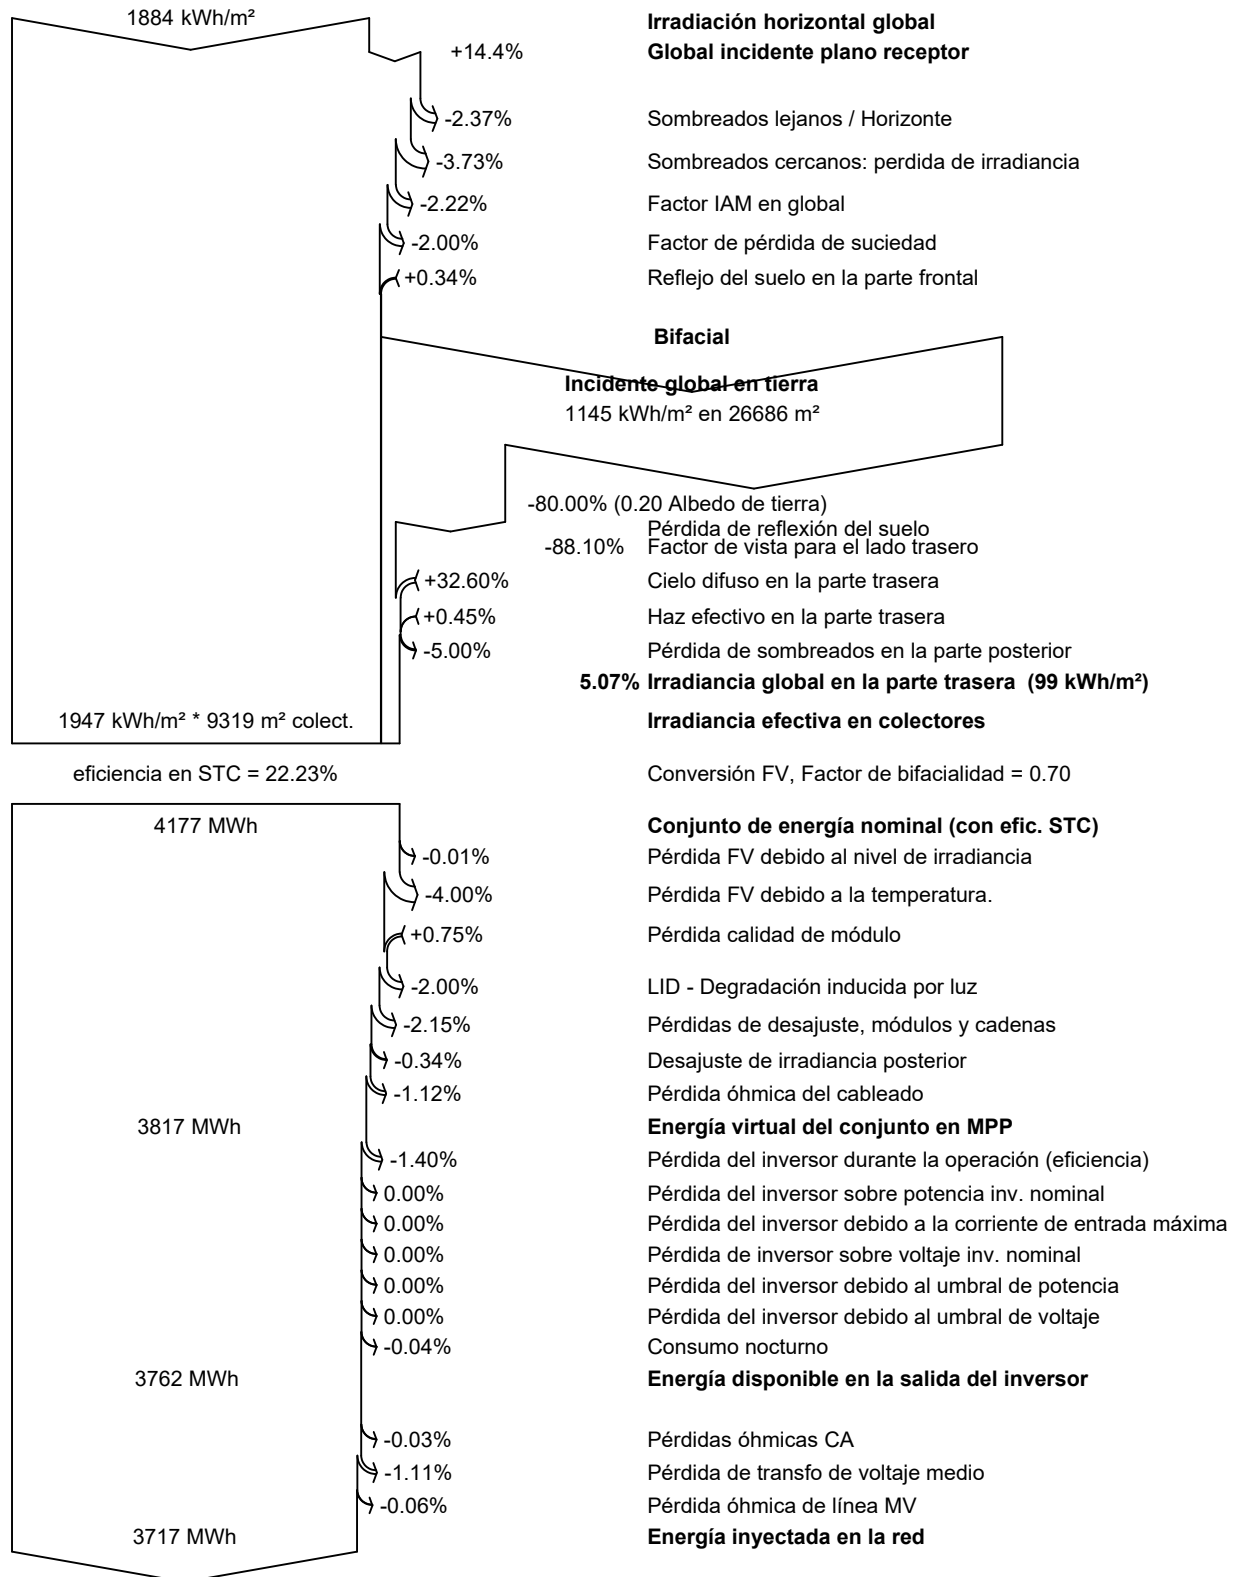 1884 kWh/m² Irradiación horizontal global
+14.4% Global incidente plano receptor
-2.37% Sombreados lejanos / Horizonte
-3.73% Sombreados cercanos: perdida de irradiancia
-2.22% Factor IAM en global
-2.00% Factor de pérdida de suciedad
+0.34% Reflejo del suelo en la parte frontal
Bifacial
Incidente global en tierra
1145 kWh/m² en 26686 m²
-80.00% (0.20 Albedo de tierra)
Pérdida de reflexión del suelo
-88.10% Factor de vista para el lado trasero
+32.60% Cielo difuso en la parte trasera
+0.45% Haz efectivo en la parte trasera
-5.00% Pérdida de sombreados en la parte posterior
5.07% Irradiancia global en la parte trasera (99 kWh/m²)
1947 kWh/m² * 9319 m² colect. Irradiancia efectiva en colectores
eficiencia en STC = 22.23% Conversión FV, Factor de bifacialidad = 0.70
4177 MWh Conjunto de energía nominal (con efic. STC)
-0.01% Pérdida FV debido al nivel de irradiancia
-4.00% Pérdida FV debido a la temperatura.
+0.75% Pérdida calidad de módulo
-2.00% LID - Degradación inducida por luz
-2.15% Pérdidas de desajuste, módulos y cadenas
-0.34% Desajuste de irradiancia posterior
-1.12% Pérdida óhmica del cableado
3817 MWh Energía virtual del conjunto en MPP
-1.40% Pérdida del inversor durante la operación (eficiencia)
0.00% Pérdida del inversor sobre potencia inv. nominal
0.00% Pérdida del inversor debido a la corriente de entrada máxima
0.00% Pérdida de inversor sobre voltaje inv. nominal
0.00% Pérdida del inversor debido al umbral de potencia
0.00% Pérdida del inversor debido al umbral de voltaje
-0.04% Consumo nocturno
3762 MWh Energía disponible en la salida del inversor
-0.03% Pérdidas óhmicas CA
-1.11% Pérdida de transfo de voltaje medio
-0.06% Pérdida óhmica de línea MV
3717 MWh Energía inyectada en la red